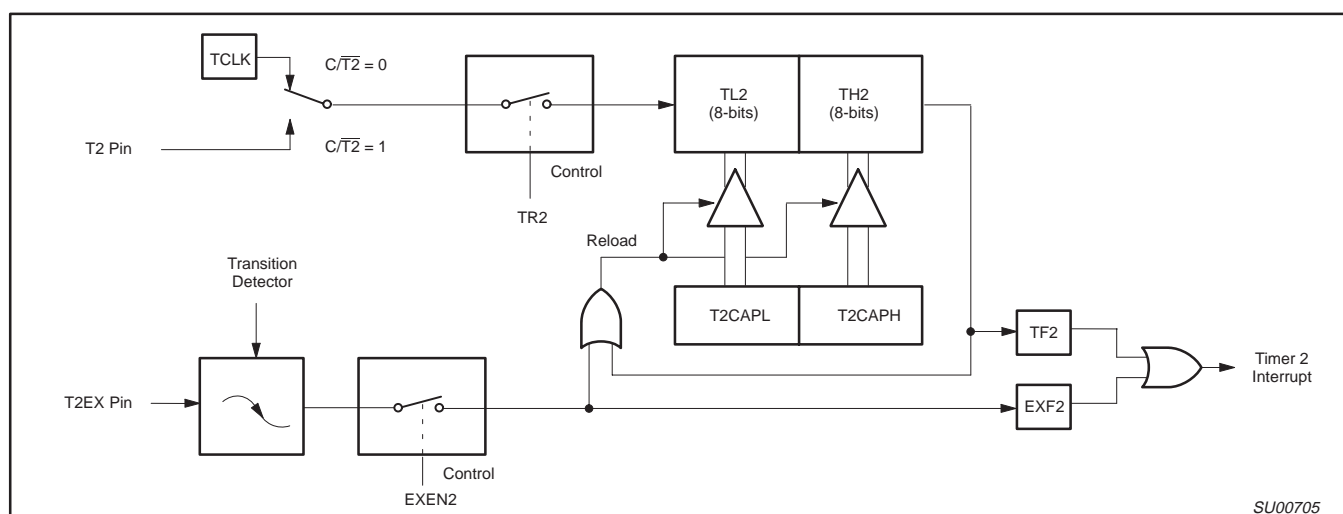 TCLK
C/T2̅ = 0
TL2
(8-bits)
TH2
(8-bits)
T2 Pin
C/T2̅ = 1
Control
TR2
Reload
Transition
Detector
T2CAPL
T2CAPH
TF2
Timer 2
Interrupt
T2EX Pin
EXF2
Control
EXEN2
SU00705